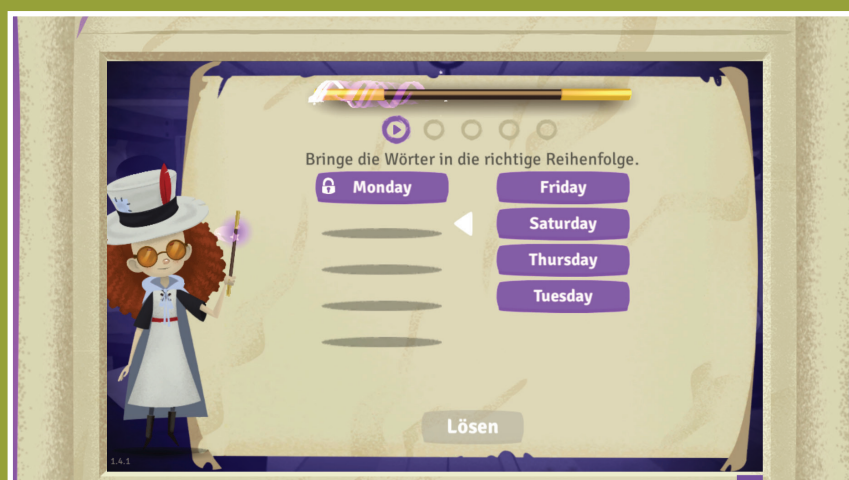 Bringe die Wörter in die richtige Reihenfolge.
Monday
Friday
Saturday
Thursday
Tuesday
Lösen
1.4.1